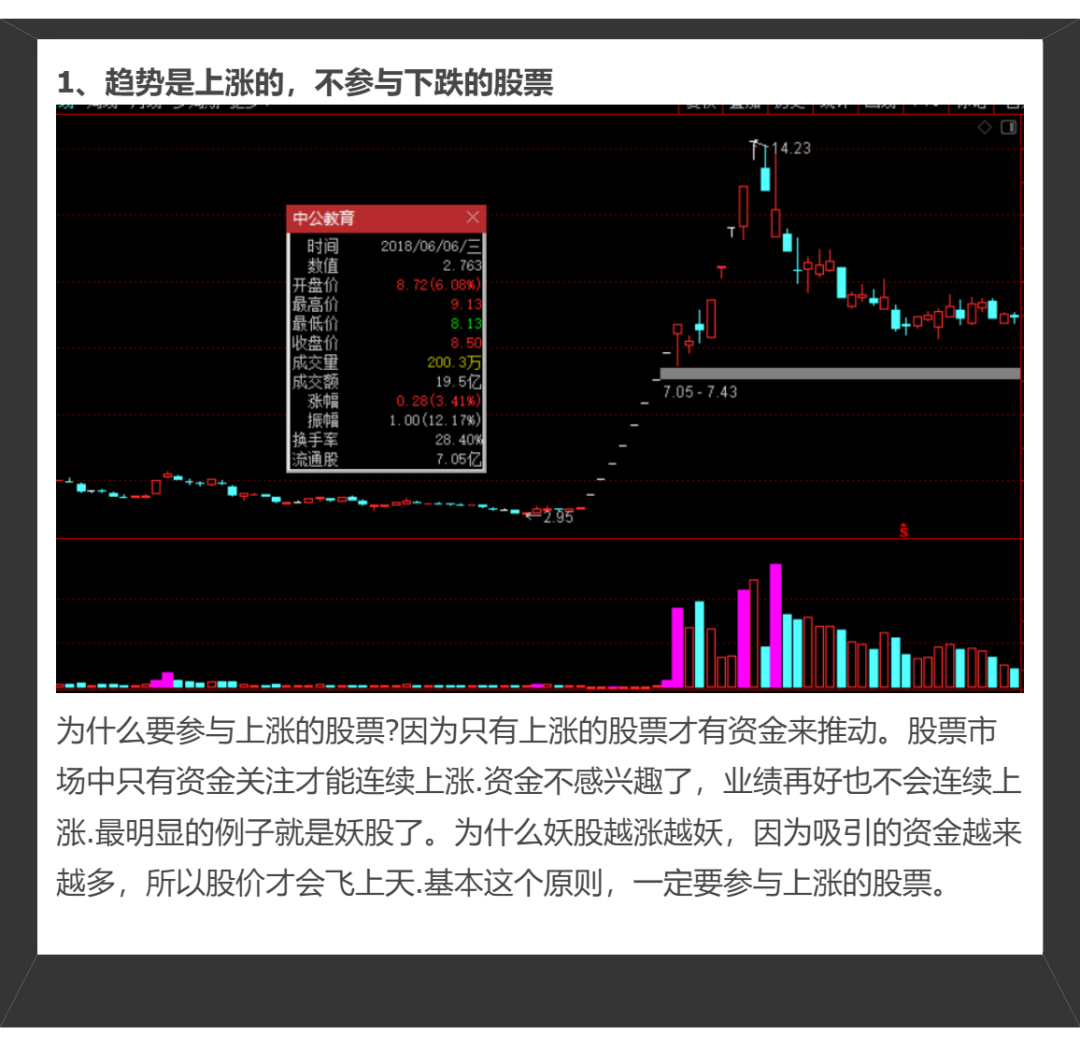 1、趋势是上涨的，不参与下跌的股票
14.23
中公教育
时间 2018/06/06/三
数值 2.763
开盘价 8.72(6.08%)
最高价 9.13
最低价 8.13
收盘价 8.50
成交量 200.3万
成交额 19.5亿
涨幅 0.28(3.41%)
振幅 1.00(12.17%)
换手率 28.40%
流通股 7.05亿
7.05-7.43
2.95
S
为什么要参与上涨的股票?因为只有上涨的股票才有资金来推动。股票市
场中只有资金关注才能连续上涨.资金不感兴趣了，业绩再好也不会连续上
涨.最明显的例子就是妖股了。为什么妖股越涨越妖，因为吸引的资金越来
越多，所以股价才会飞上天.基本这个原则，一定要参与上涨的股票。